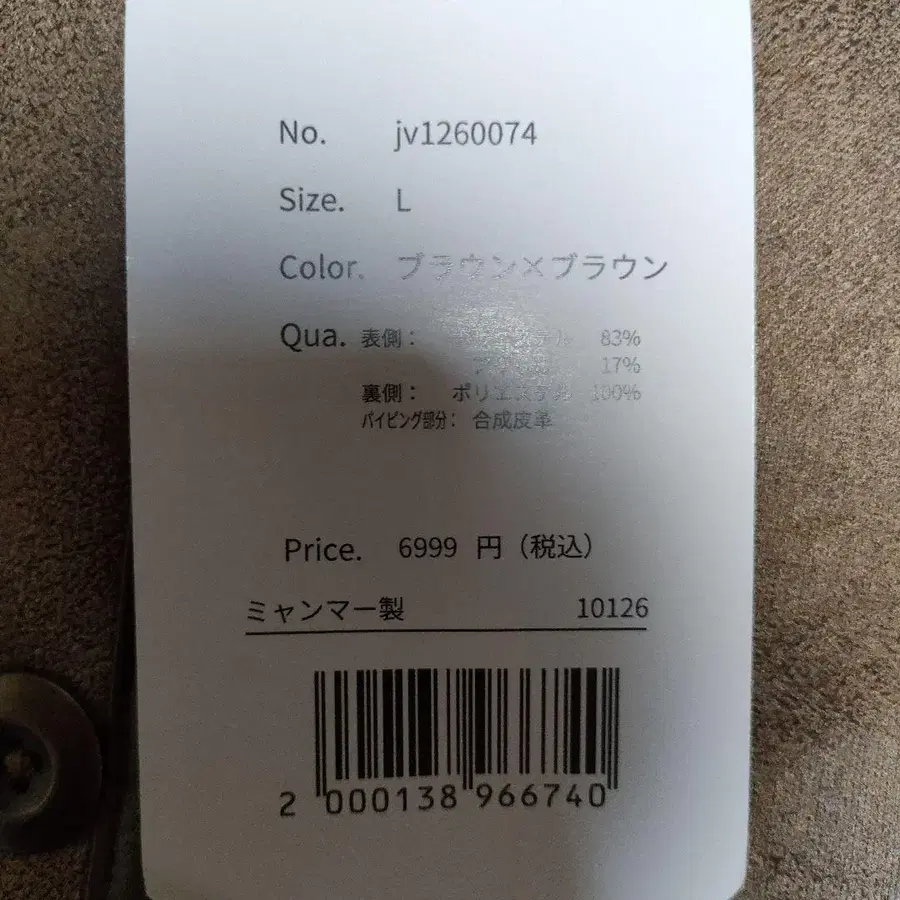 No. jv1260074
Size. L
Color. ブラウン×ブラウン
Qua. 表側： 83%
17%
裏側： ポリエステル 100%
パイピング部分： 合成皮革
Price. 6999 円（税込）
ミャンマー製 10126
2 000138 966740